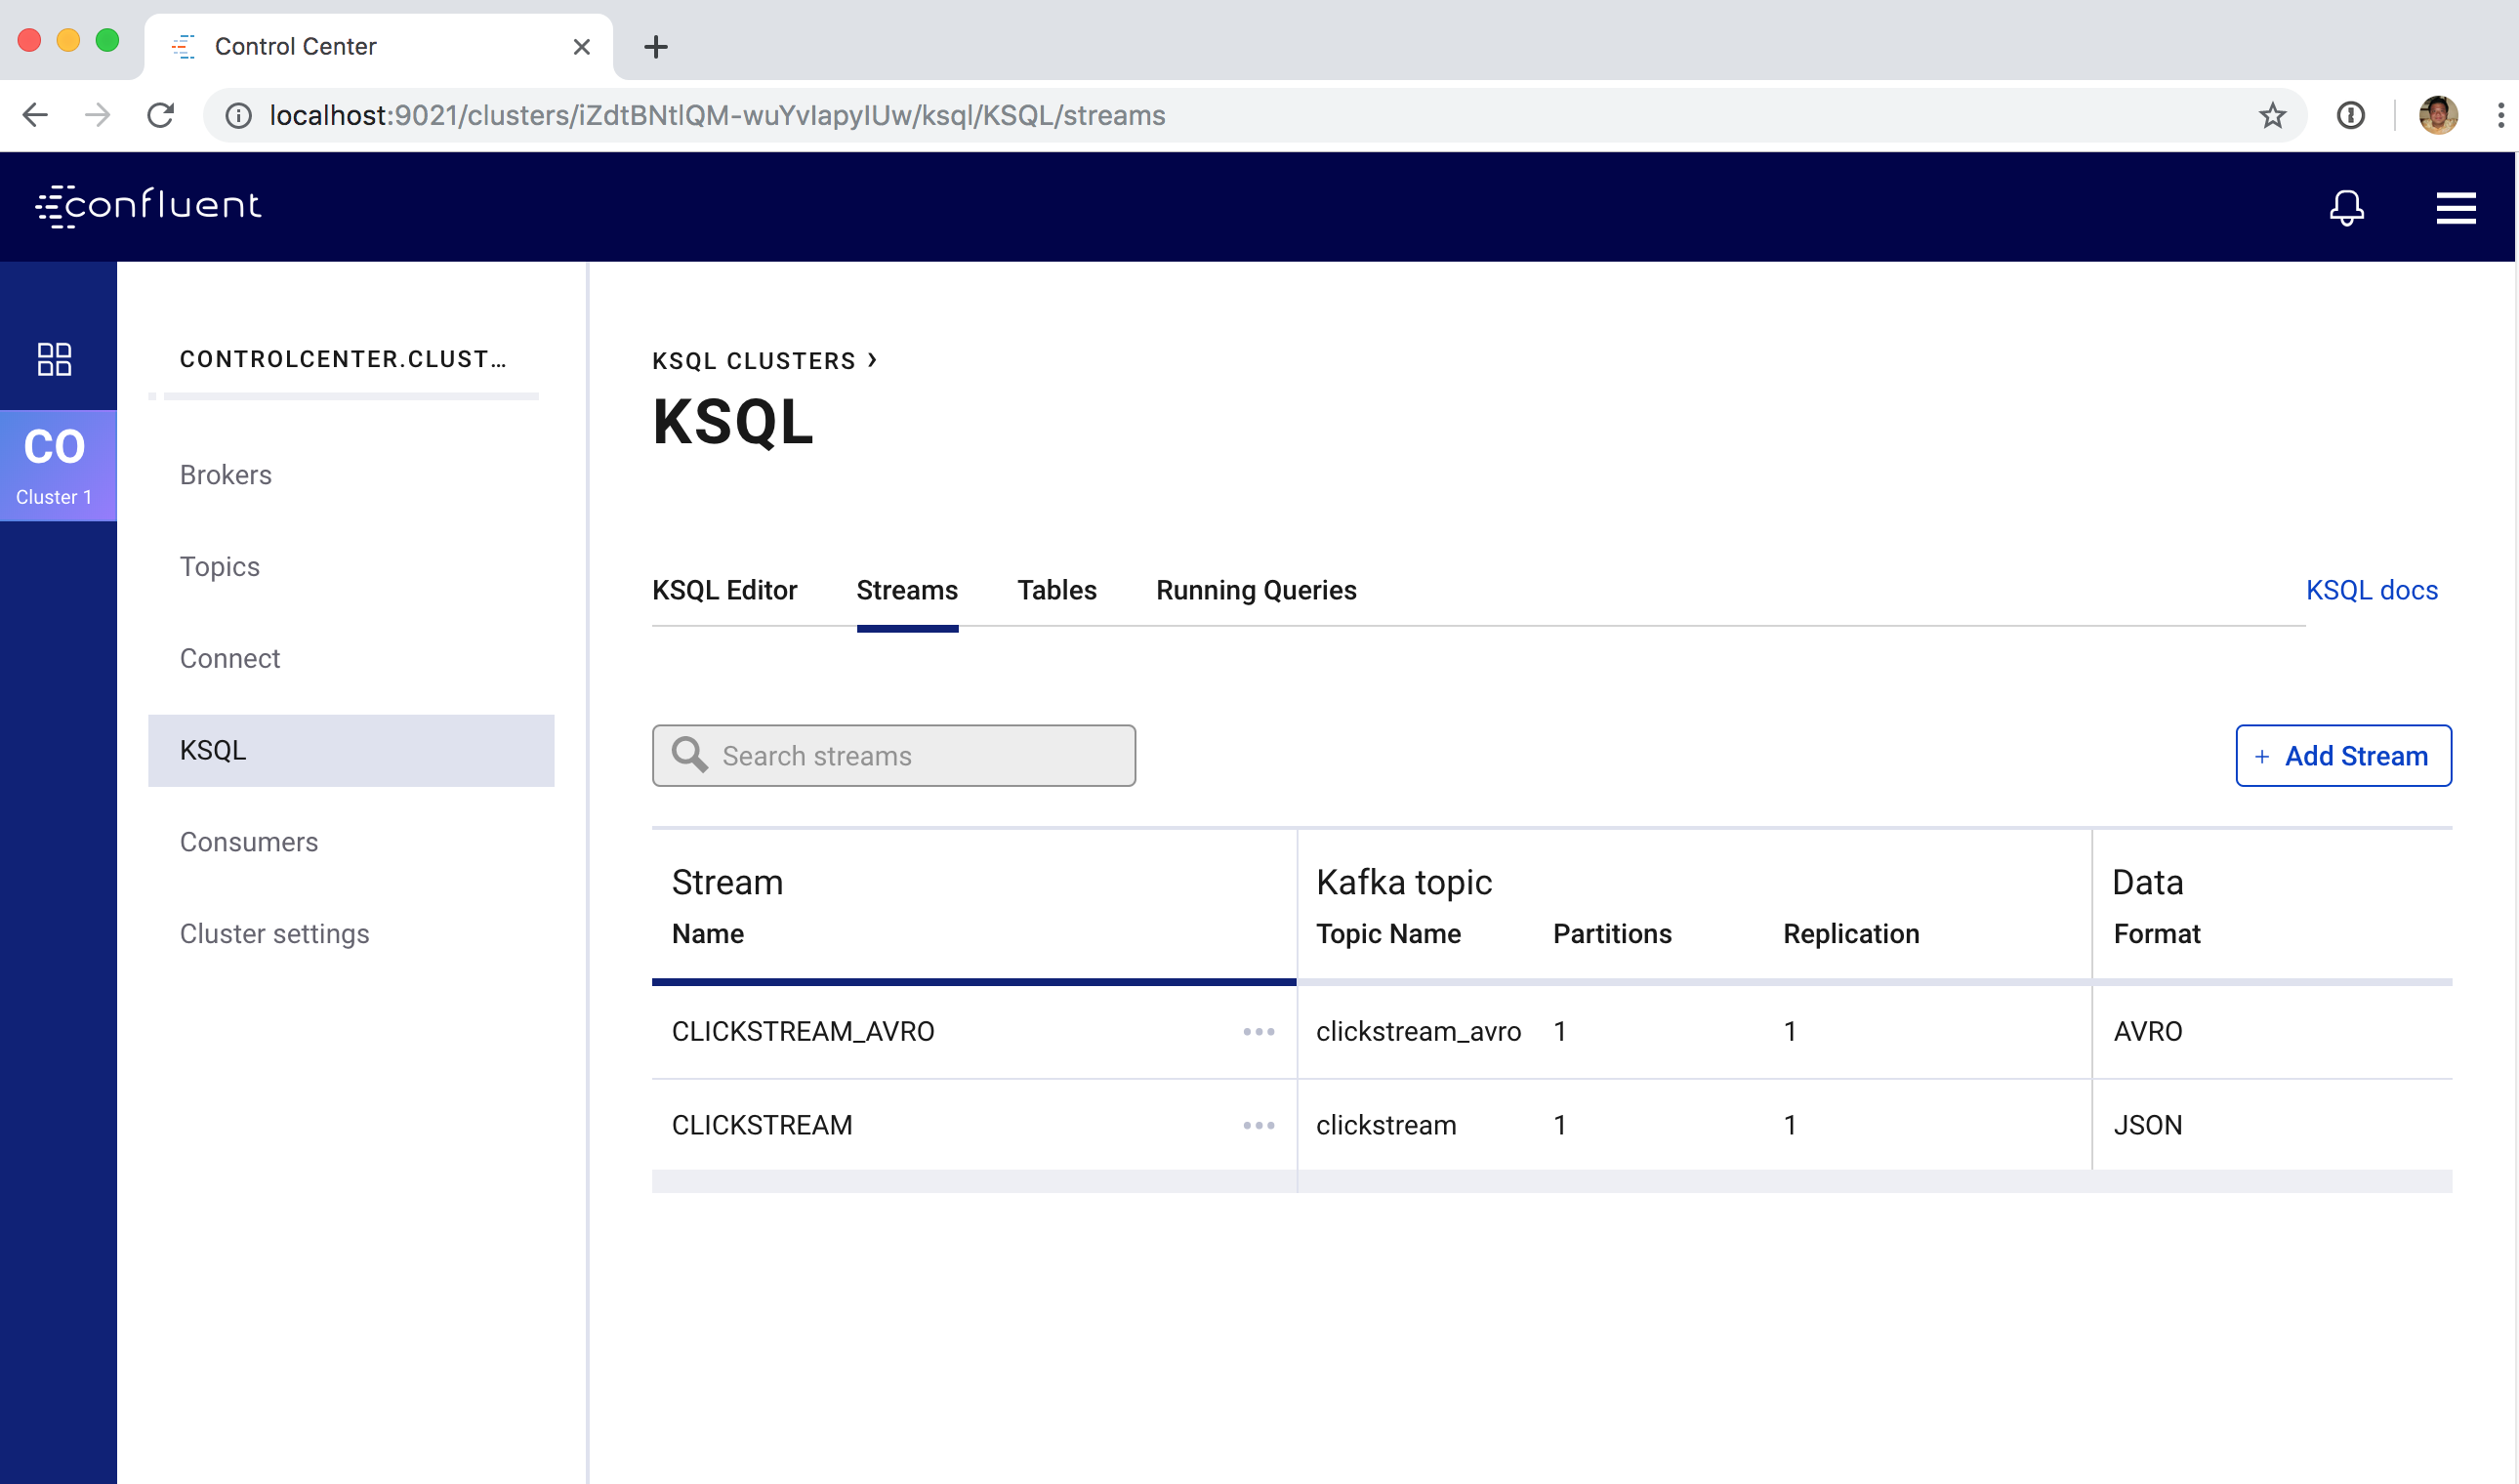 Control Center
localhost:9021/clusters/iZdtBNtlQM-wuYvIapyIUw/ksql/KSQL/streams
confluent
CO
Cluster 1
CONTROLCENTER.CLUST...
Brokers
Topics
Connect
KSQL
Consumers
Cluster settings
KSQL CLUSTERS >
KSQL
KSQL Editor Streams Tables Running Queries KSQL docs
Search streams
+ Add Stream
Stream Kafka topic Data
Name Topic Name Partitions Replication Format
CLICKSTREAM_AVRO ••• clickstream_avro 1 1 AVRO
CLICKSTREAM ••• clickstream 1 1 JSON